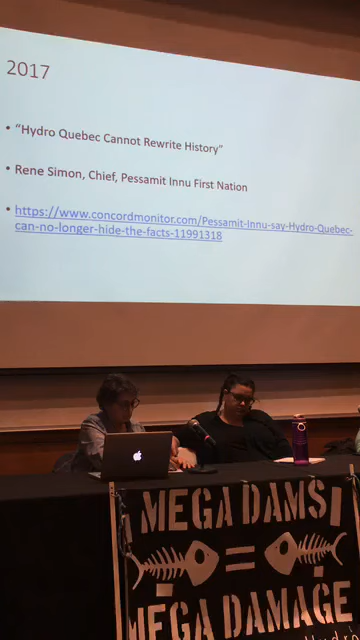 2017
• "Hydro Quebec Cannot Rewrite History"
• Rene Simon, Chief, Pessamit Innu First Nation
• https://www.concordmonitor.com/Pessamit-Innu-say-Hydro-Quebec-
can-no-longer-hide-the-facts-11991318
MEGA DAMS
=
MEGA DAMAGE